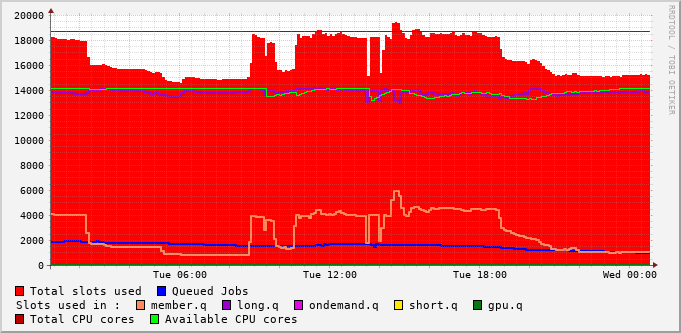 20000
18000
16000
14000
12000
10000
8000
6000
4000
2000
0
Tue 06:00 Tue 12:00 Tue 18:00 Wed 00:00
RRDTOOL / TOBI OETIKER
Total slots used Queued Jobs
Slots used in : member.q long.q ondemand.q short.q gpu.q
Total CPU cores Available CPU cores